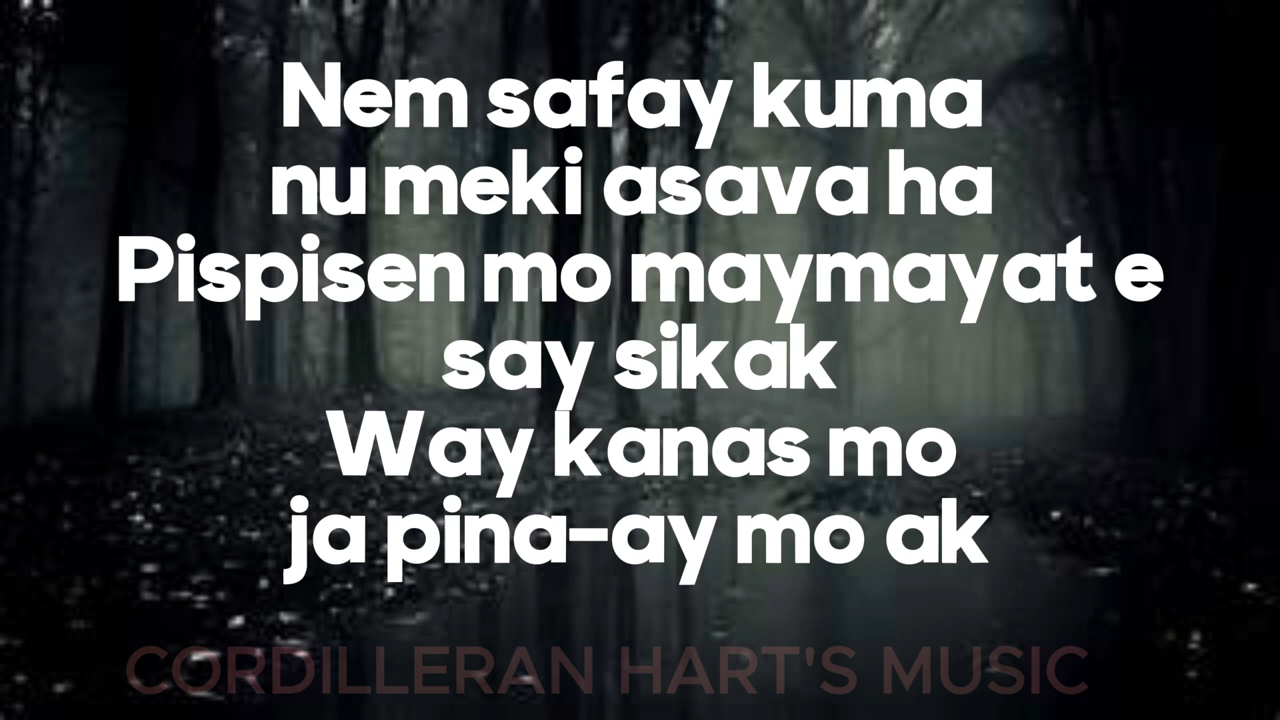 Nem safay kuma
nu meki asava ha
Pispisen mo maymayat e
say sikak
Way kanas mo
ja pina-ay mo ak
CORDILLERAN HART'S MUSIC